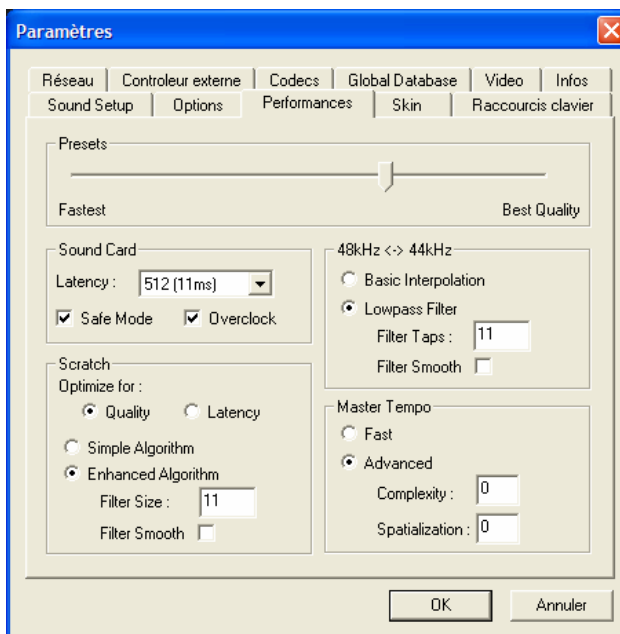 Paramètres
Réseau Controleur externe Codecs Global Database Video Infos
Sound Setup Options Performances Skin Raccourcis clavier
Presets
Fastest Best Quality
Sound Card
Latency : 512 (11ms)
Safe Mode Overclock
Scratch
Optimize for :
Quality Latency
Simple Algorithm
Enhanced Algorithm
Filter Size : 11
Filter Smooth
48kHz <-> 44kHz
Basic Interpolation
Lowpass Filter
Filter Taps : 11
Filter Smooth
Master Tempo
Fast
Advanced
Complexity : 0
Spatialization : 0
OK Annuler